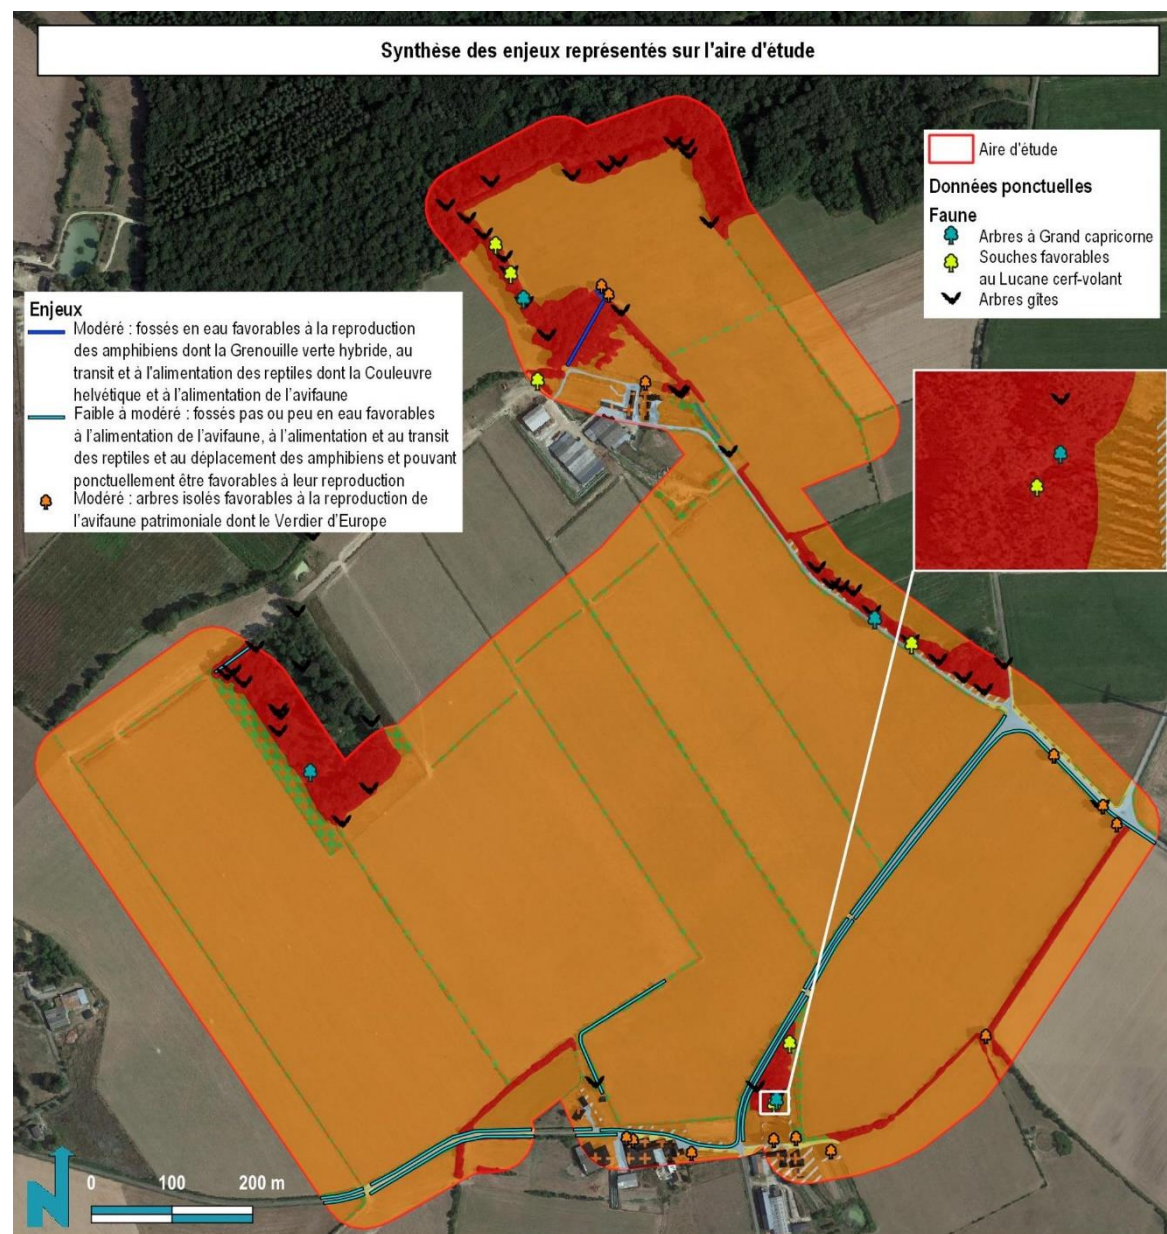 Synthèse des enjeux représentés sur l'aire d'étude
Aire d'étude
Données ponctuelles
Faune
Arbres à Grand capricorne
Souches favorables
au Lucane cerf-volant
Arbres gîtes
Enjeux
Modéré : fossés en eau favorables à la reproduction
des amphibiens dont la Grenouille verte hybride, au
transit et à l'alimentation des reptiles dont la Couleuvre
helvétique et à l'alimentation de l'avifaune
Faible à modéré : fossés pas ou peu en eau favorables
à l'alimentation de l'avifaune, à l'alimentation et au transit
des reptiles et au déplacement des amphibiens et pouvant
ponctuellement être favorables à leur reproduction
Modéré : arbres isolés favorables à la reproduction de
l'avifaune patrimoniale dont le Verdier d'Europe
0 100 200 m
N